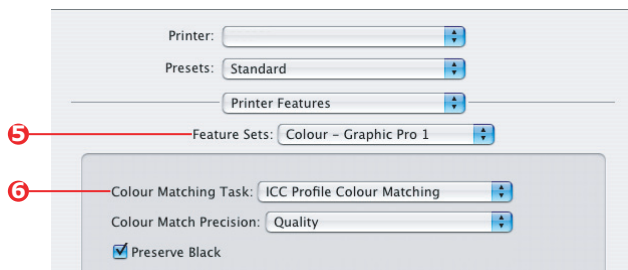 Printer:
Presets: Standard
Printer Features
5 Feature Sets: Colour – Graphic Pro 1
6 Colour Matching Task: ICC Profile Colour Matching
Colour Match Precision: Quality
Preserve Black